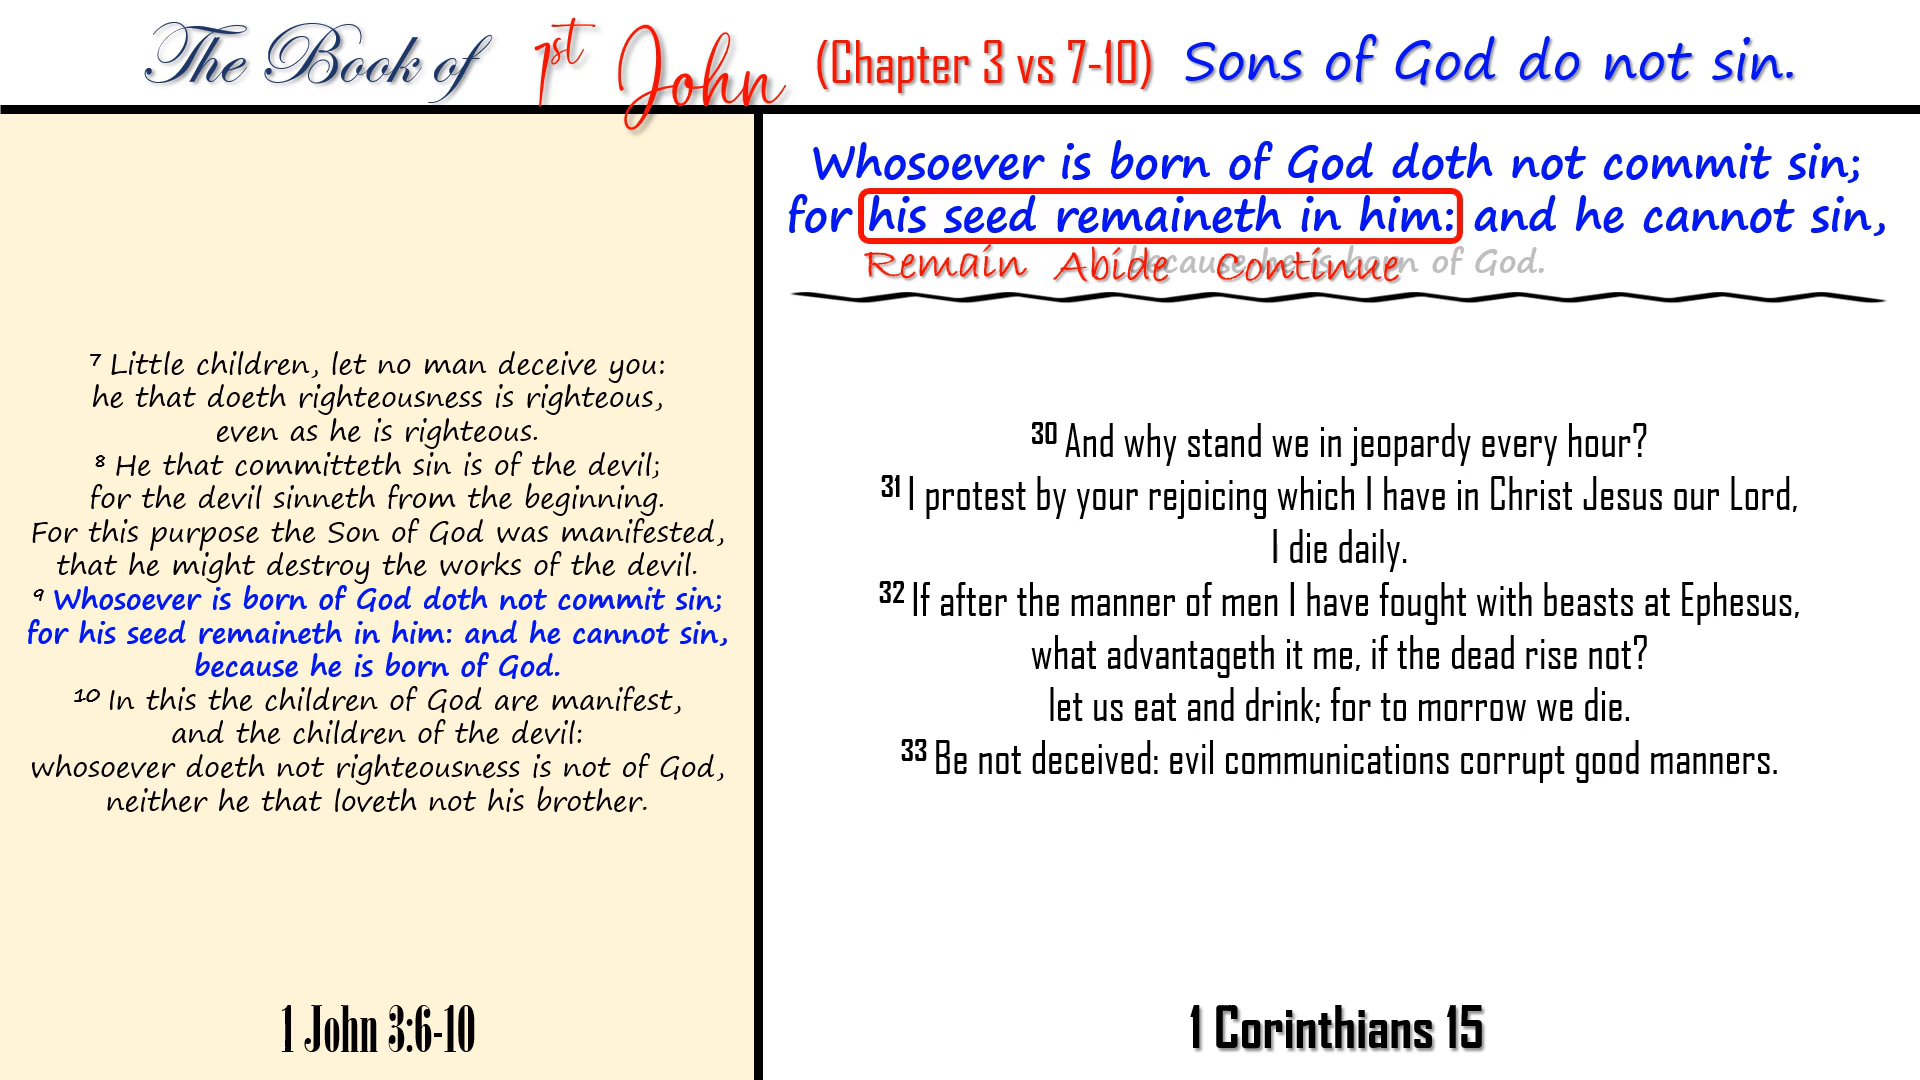 The Book of 1st John (Chapter 3 vs 7-10) Sons of God do not sin.
7 Little children, let no man deceive you:
he that doeth righteousness is righteous,
even as he is righteous.
8 He that committeth sin is of the devil;
for the devil sinneth from the beginning.
For this purpose the Son of God was manifested,
that he might destroy the works of the devil.
9 Whosoever is born of God doth not commit sin;
for his seed remaineth in him: and he cannot sin,
because he is born of God.
10 In this the children of God are manifest,
and the children of the devil:
whosoever doeth not righteousness is not of God,
neither he that loveth not his brother.
1 John 3:6-10
Whosoever is born of God doth not commit sin;
for his seed remaineth in him: and he cannot sin,
because he is born of God.
Remain Abide Continue
30 And why stand we in jeopardy every hour?
31 I protest by your rejoicing which I have in Christ Jesus our Lord,
I die daily.
32 If after the manner of men I have fought with beasts at Ephesus,
what advantageth it me, if the dead rise not?
let us eat and drink; for to morrow we die.
33 Be not deceived: evil communications corrupt good manners.
1 Corinthians 15